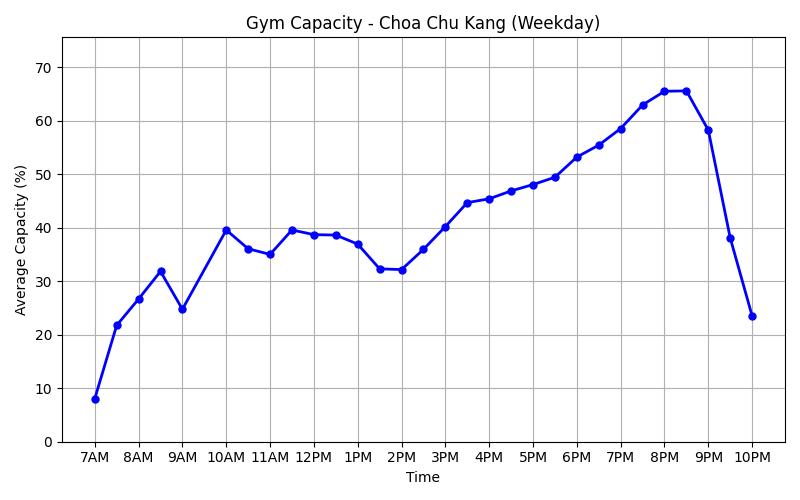 Gym Capacity - Choa Chu Kang (Weekday)
Average Capacity (%)
70
60
50
40
30
20
10
0
7AM 8AM 9AM 10AM 11AM 12PM 1PM 2PM 3PM 4PM 5PM 6PM 7PM 8PM 9PM 10PM
Time